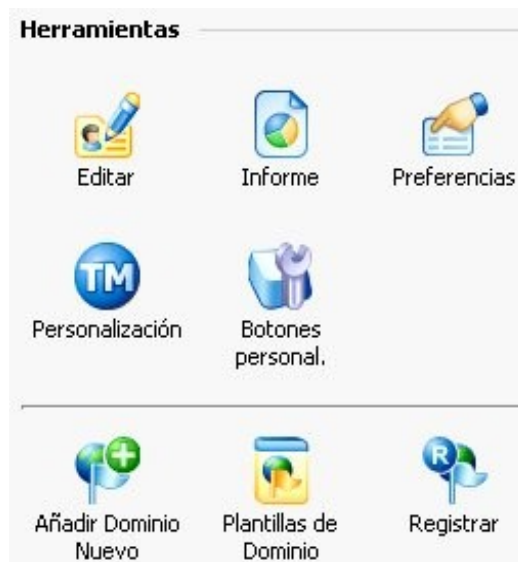 Herramientas
Editar
Informe
Preferencias
TM
Personalización
Botones
personal.
R
Añadir Dominio
Nuevo
Plantillas de
Dominio
Registrar